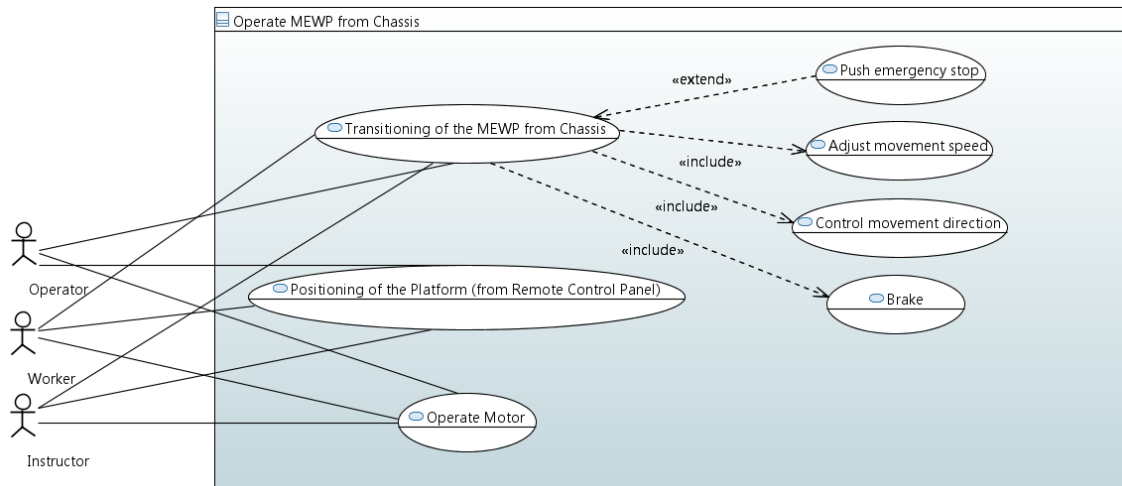 Operate MEWP from Chassis
Push emergency stop
«extend»
Transitioning of the MEWP from Chassis
Adjust movement speed
«include»
«include»
Control movement direction
«include»
Operator
Positioning of the Platform (from Remote Control Panel)
Brake
Worker
Operate Motor
Instructor